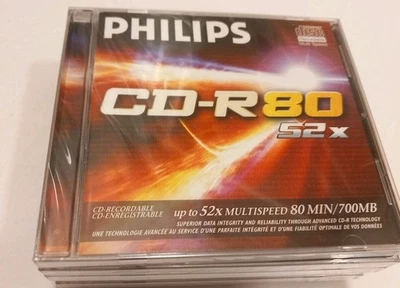 PHILIPS
CD-R80
52x
CD-RECORDABLE
CD-ENREGISTRABLE
up to 52x MULTISPEED 80 MIN/700MB
SUPERIOR DATA INTEGRITY AND RELIABILITY THROUGH ADVANCED CD-R TECHNOLOGY
UNE TECHNOLOGIE AVANCÉE AU SERVICE D'UNE PARFAITE INTÉGRITÉ ET D'UNE FIABILITÉ OPTIMALE DE VOS DONNÉES